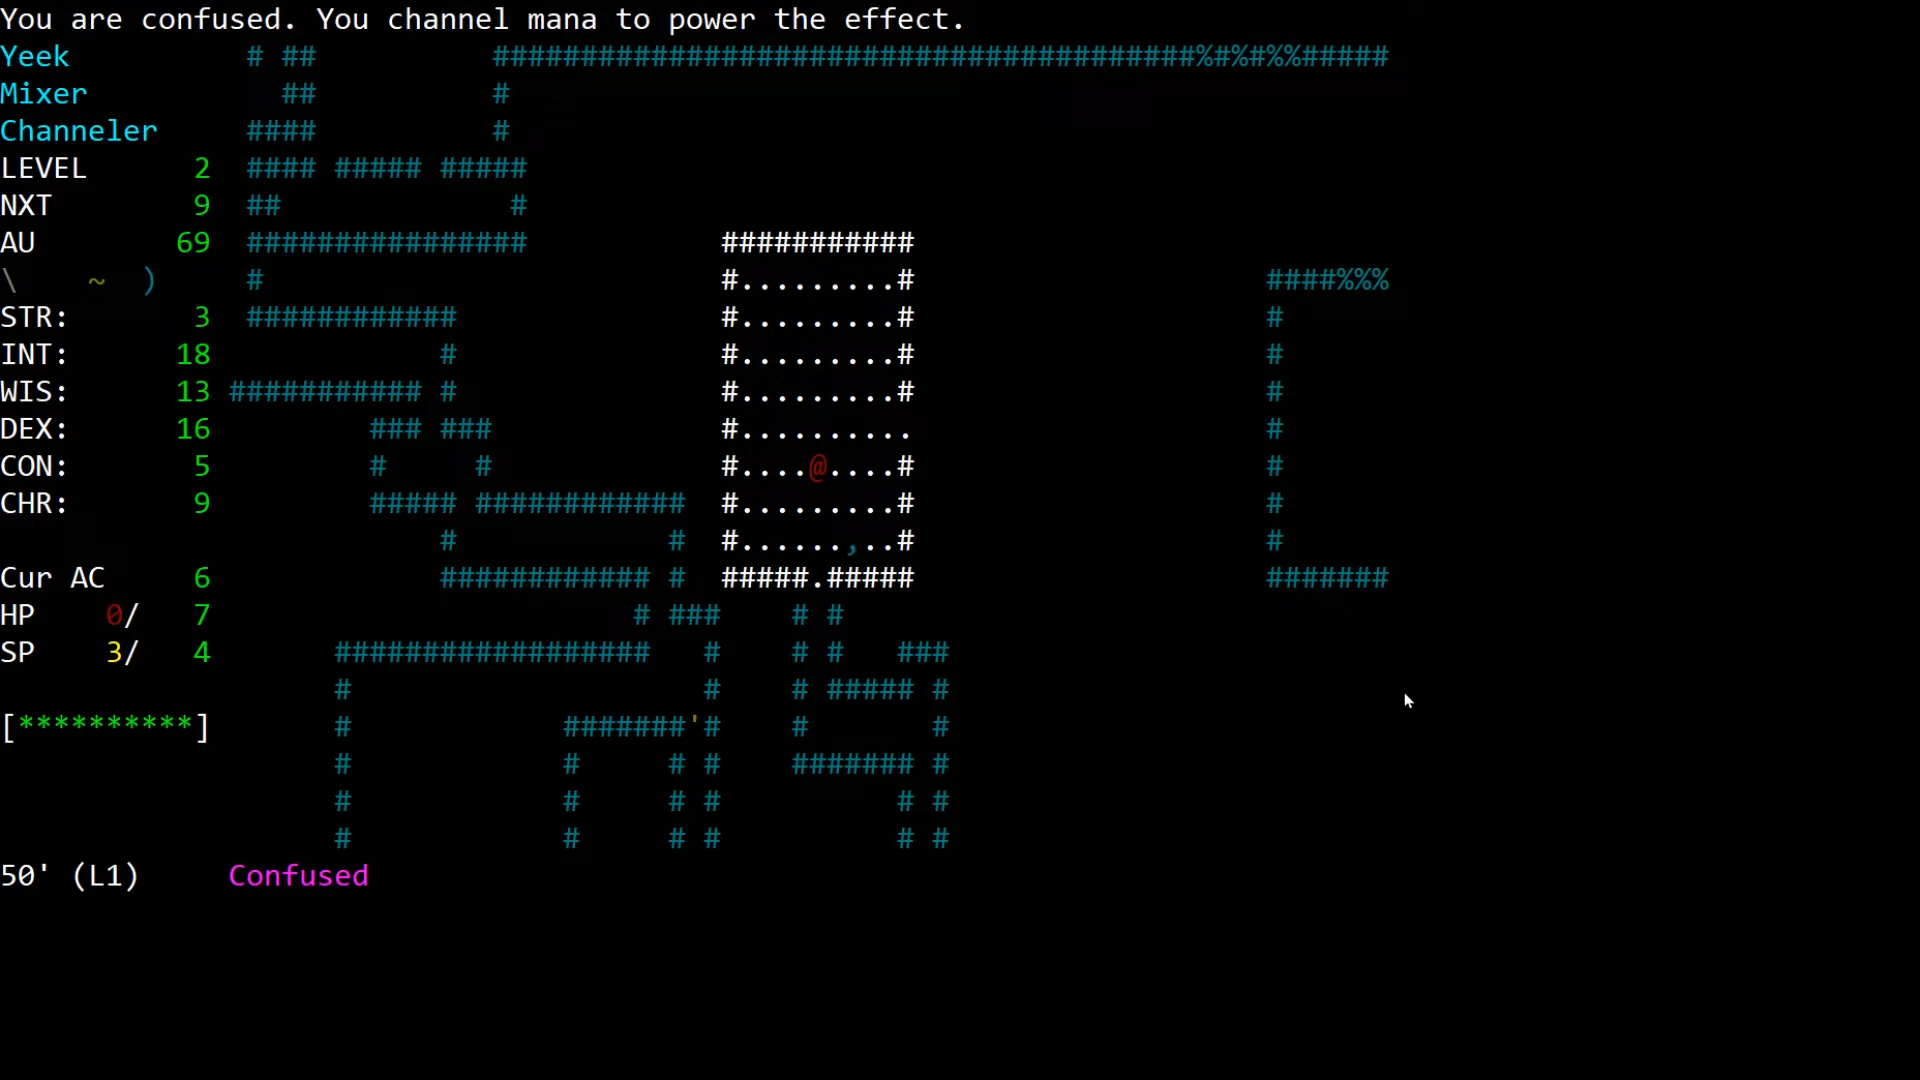 You are confused. You channel mana to power the effect.
Yeek # ## ########################################%#%#%%#####
Mixer ## #
Channeler #### #
LEVEL 2 #### ##### #####
NXT 9 ## #
AU 69 ################ ###########
\ ~ ) # #.........# ####%%%
STR: 3 ############ #.........# #
INT: 18 # #.........# #
WIS: 13 ########### # #.........# #
DEX: 16 ### ### #.......... #
CON: 5 # # #....@....# #
CHR: 9 ##### ############ #.........# #
# # #......,..# #
Cur AC 6 ############ # #####.##### #######
HP 0/ 7 # ### # #
SP 3/ 4 ################## # # # ###
# # # ##### #
[**********] # #######'# # #
# # # # ####### #
# # # # # #
# # # # # #
50' (L1) Confused